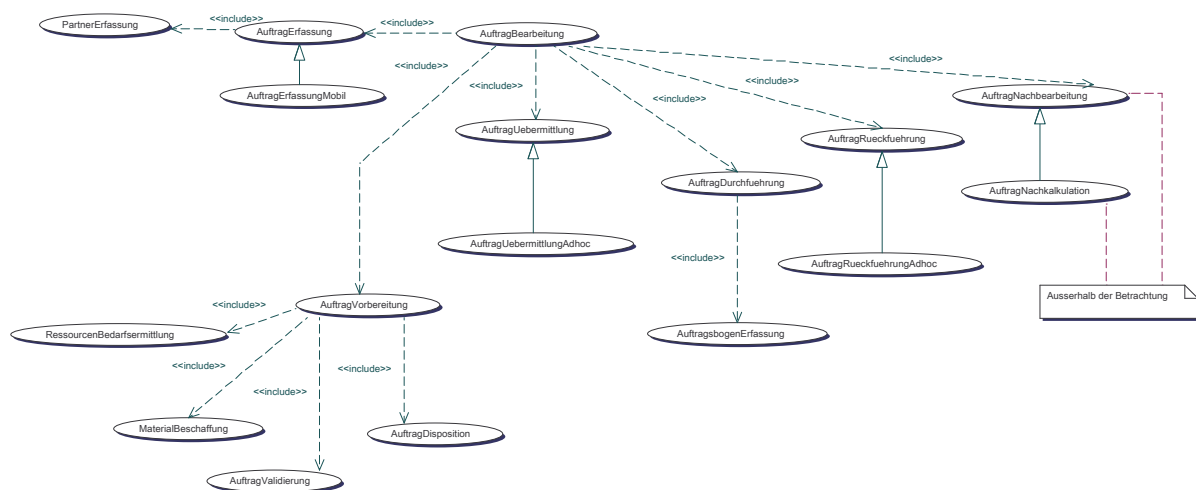 <<include>>
<<include>>
PartnerErfassung
AuftragErfassung
AuftragBearbeitung
<<include>>
<<include>>
<<include>>
<<include>>
<<include>>
AuftragErfassungMobil
AuftragNachbearbeitung
AuftragUebermittlung
AuftragRueckfuehrung
AuftragDurchfuehrung
AuftragNachkalkulation
AuftragUebermittlungAdhoc
AuftragRueckfuehrungAdhoc
<<include>>
Ausserhalb der Betrachtung
AuftragVorbereitung
<<include>>
RessourcenBedarfsermittlung
AuftragsbogenErfassung
<<include>>
<<include>>
<<include>>
MaterialBeschaffung
AuftragDisposition
AuftragValidierung